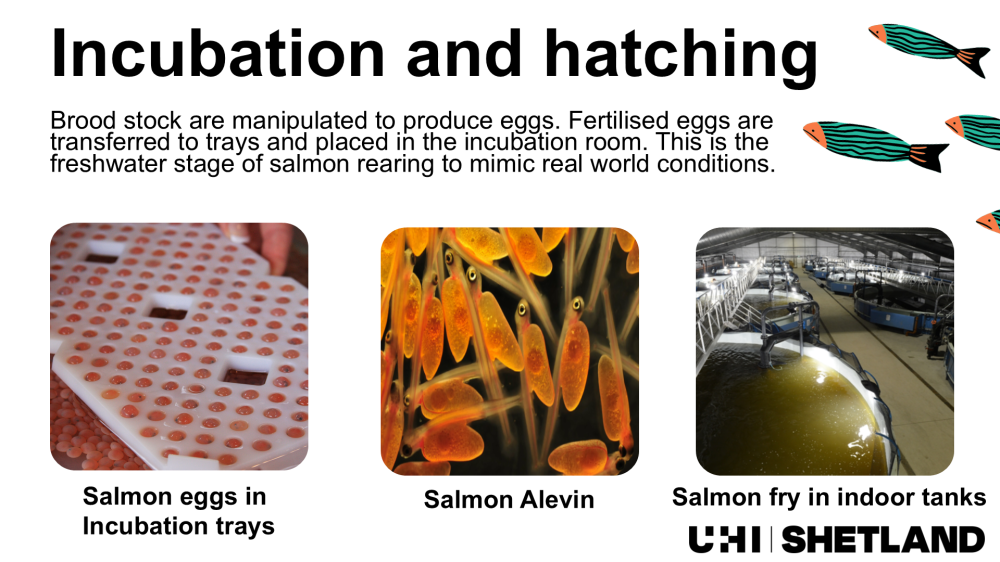 Incubation and hatching
Brood stock are manipulated to produce eggs. Fertilised eggs are
transferred to trays and placed in the incubation room. This is the
freshwater stage of salmon rearing to mimic real world conditions.
Salmon eggs in
Incubation trays
Salmon Alevin
Salmon fry in indoor tanks
UHI | SHETLAND